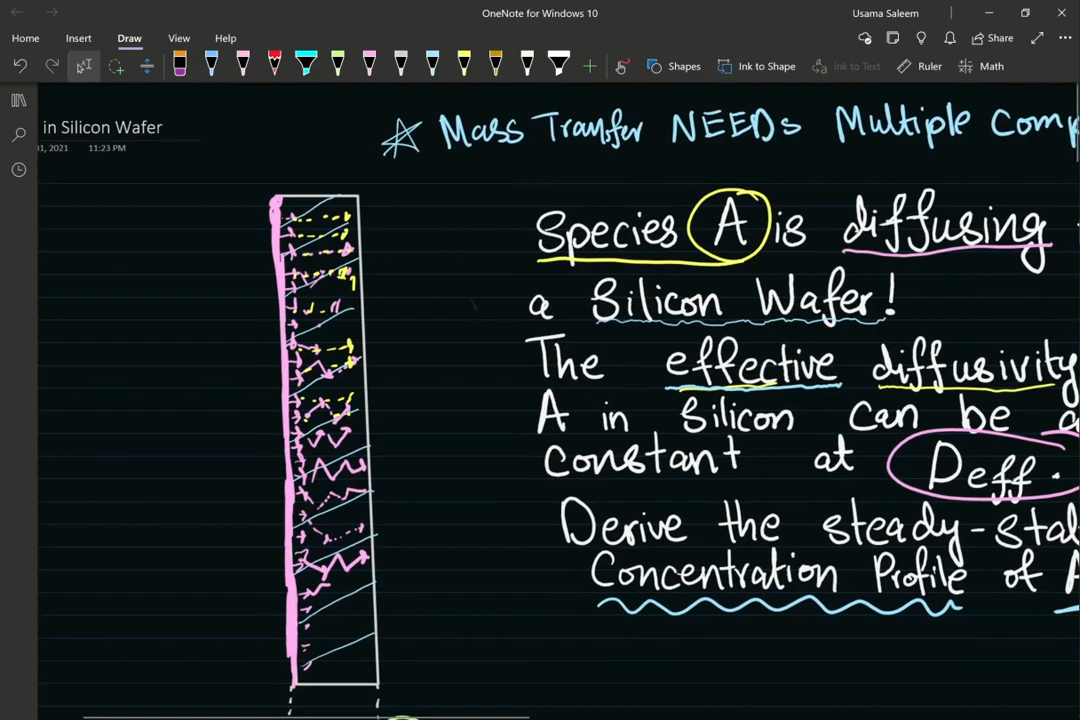 OneNote for Windows 10
Usama Saleem
Home Insert Draw View Help
Share
Shapes Ink to Shape Ink to Text Ruler Math
in Silicon Wafer
31, 2021 11:23 PM
Mass Transfer NEEDs Multiple Comp
Species A is diffusing
a Silicon Wafer!
The effective diffusivity
A in Silicon can be a
constant at Deff.
Derive the steady-stat
Concentration Profile of A